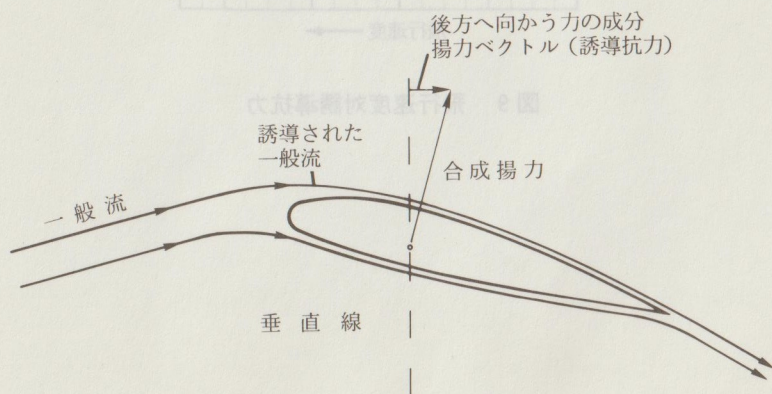 後方へ向かう力の成分
揚力ベクトル（誘導抗力）
誘導された
一般流
合成揚力
一般流
垂直線